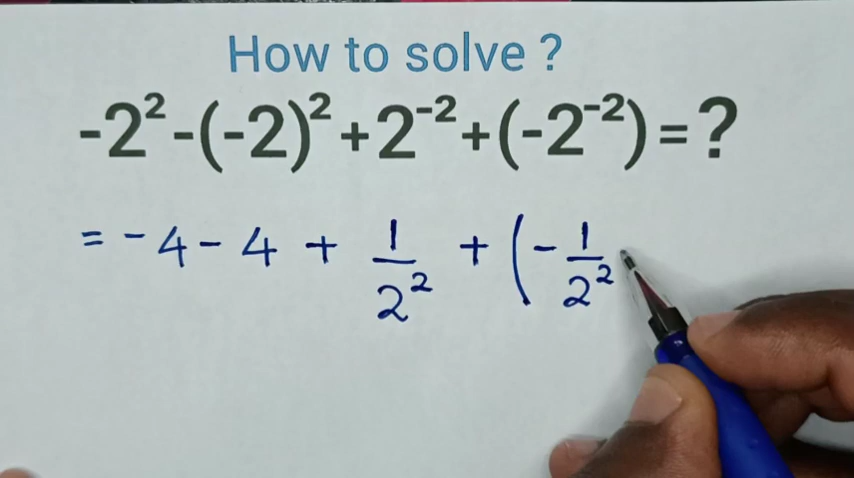 How to solve ?
-2²-(-2)²+2⁻²+(-2⁻²)=?
= -4 - 4 + 1/2² + (-1/2²